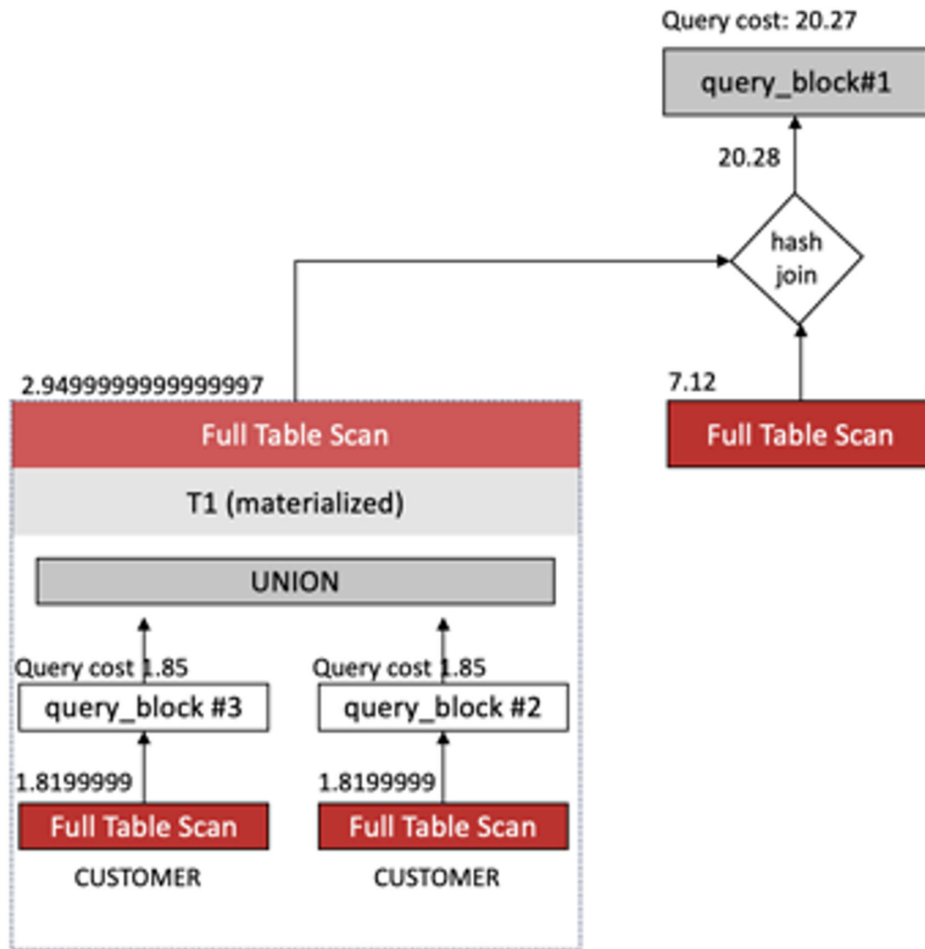 Query cost: 20.27
query_block#1
20.28
hash
join
2.9499999999999997
7.12
Full Table Scan
Full Table Scan
T1 (materialized)
UNION
Query cost 1.85
Query cost 1.85
query_block #3
query_block #2
1.8199999
1.8199999
Full Table Scan
Full Table Scan
CUSTOMER
CUSTOMER